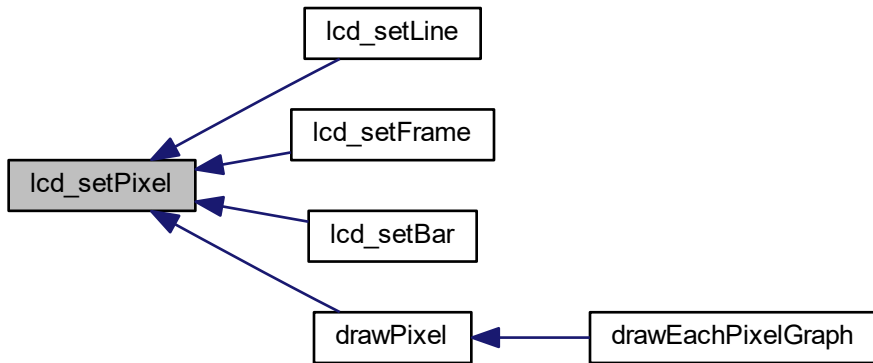 lcd_setLine
lcd_setFrame
lcd_setPixel
lcd_setBar
drawPixel
drawEachPixelGraph